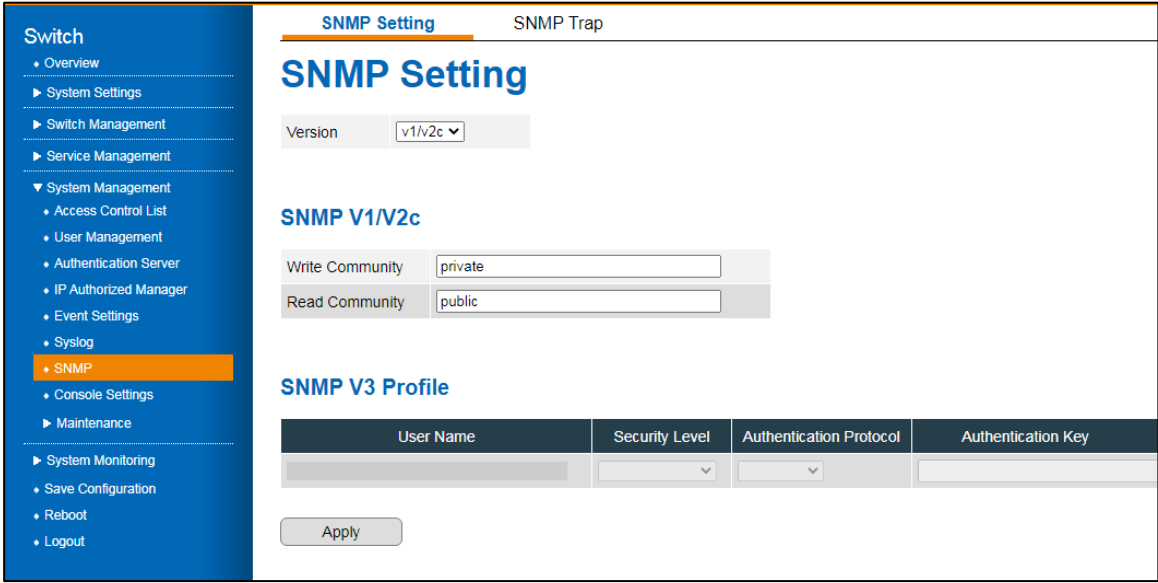 Switch
Overview
System Settings
Switch Management
Service Management
System Management
Access Control List
User Management
Authentication Server
IP Authorized Manager
Event Settings
Syslog
SNMP
Console Settings
Maintenance
System Monitoring
Save Configuration
Reboot
Logout
SNMP Setting SNMP Trap
SNMP Setting
Version v1/v2c
SNMP V1/V2c
Write Community private
Read Community public
SNMP V3 Profile
User Name Security Level Authentication Protocol Authentication Key
Apply